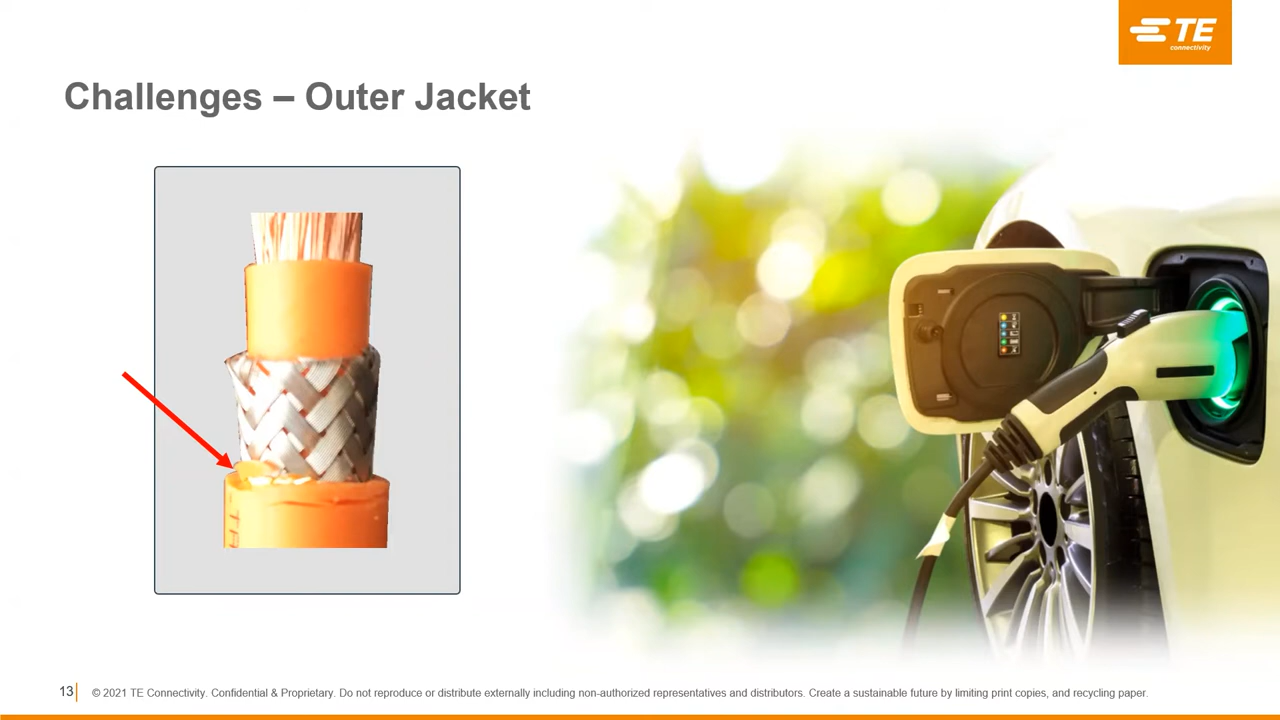 TE
connectivity
Challenges – Outer Jacket
13
© 2021 TE Connectivity. Confidential & Proprietary. Do not reproduce or distribute externally including non-authorized representatives and distributors. Create a sustainable future by limiting print copies, and recycling paper.